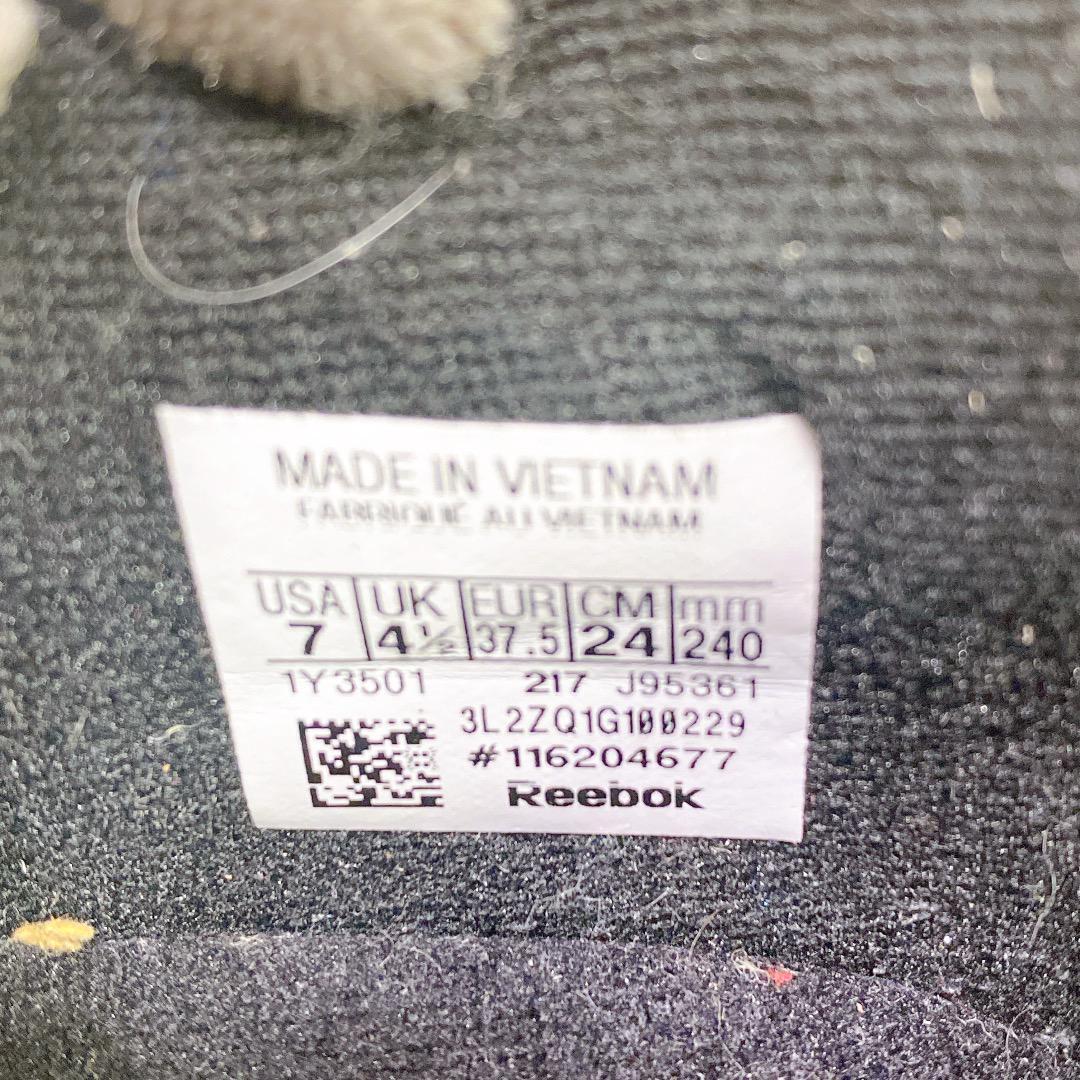 MADE IN VIETNAM
FABRIQUÉ AU VIETNAM
USA UK EUR CM mm
7 4½ 37.5 24 240
1Y3501 217 J95361
3L2ZQ1G100229
#116204677
Reebok